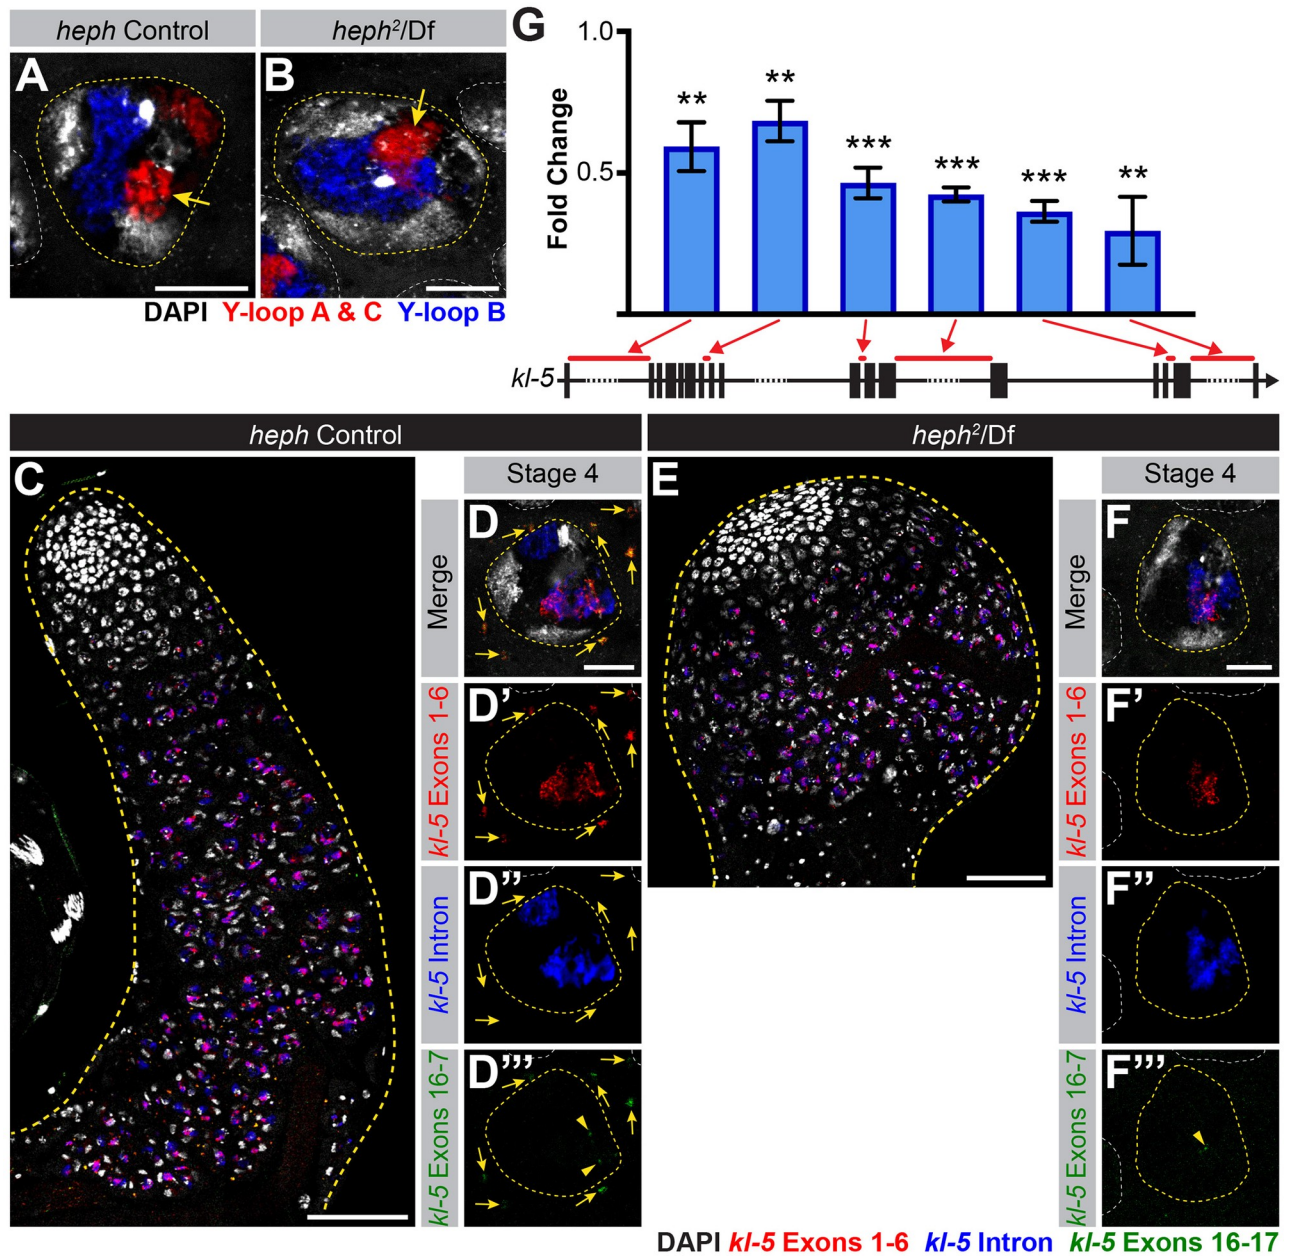 heph Control
heph²/Df
G
1.0
A
B
**
**
***
***
***
**
Fold Change
0.5
DAPI Y-loop A & C Y-loop B
kl-5
heph Control
heph²/Df
C
Stage 4
E
Stage 4
Merge
D
Merge
F
kl-5 Exons 1-6
D'
kl-5 Exons 1-6
F'
kl-5 Intron
D''
kl-5 Intron
F''
kl-5 Exons 16-7
D'''
kl-5 Exons 16-7
F'''
DAPI kl-5 Exons 1-6 kl-5 Intron kl-5 Exons 16-17